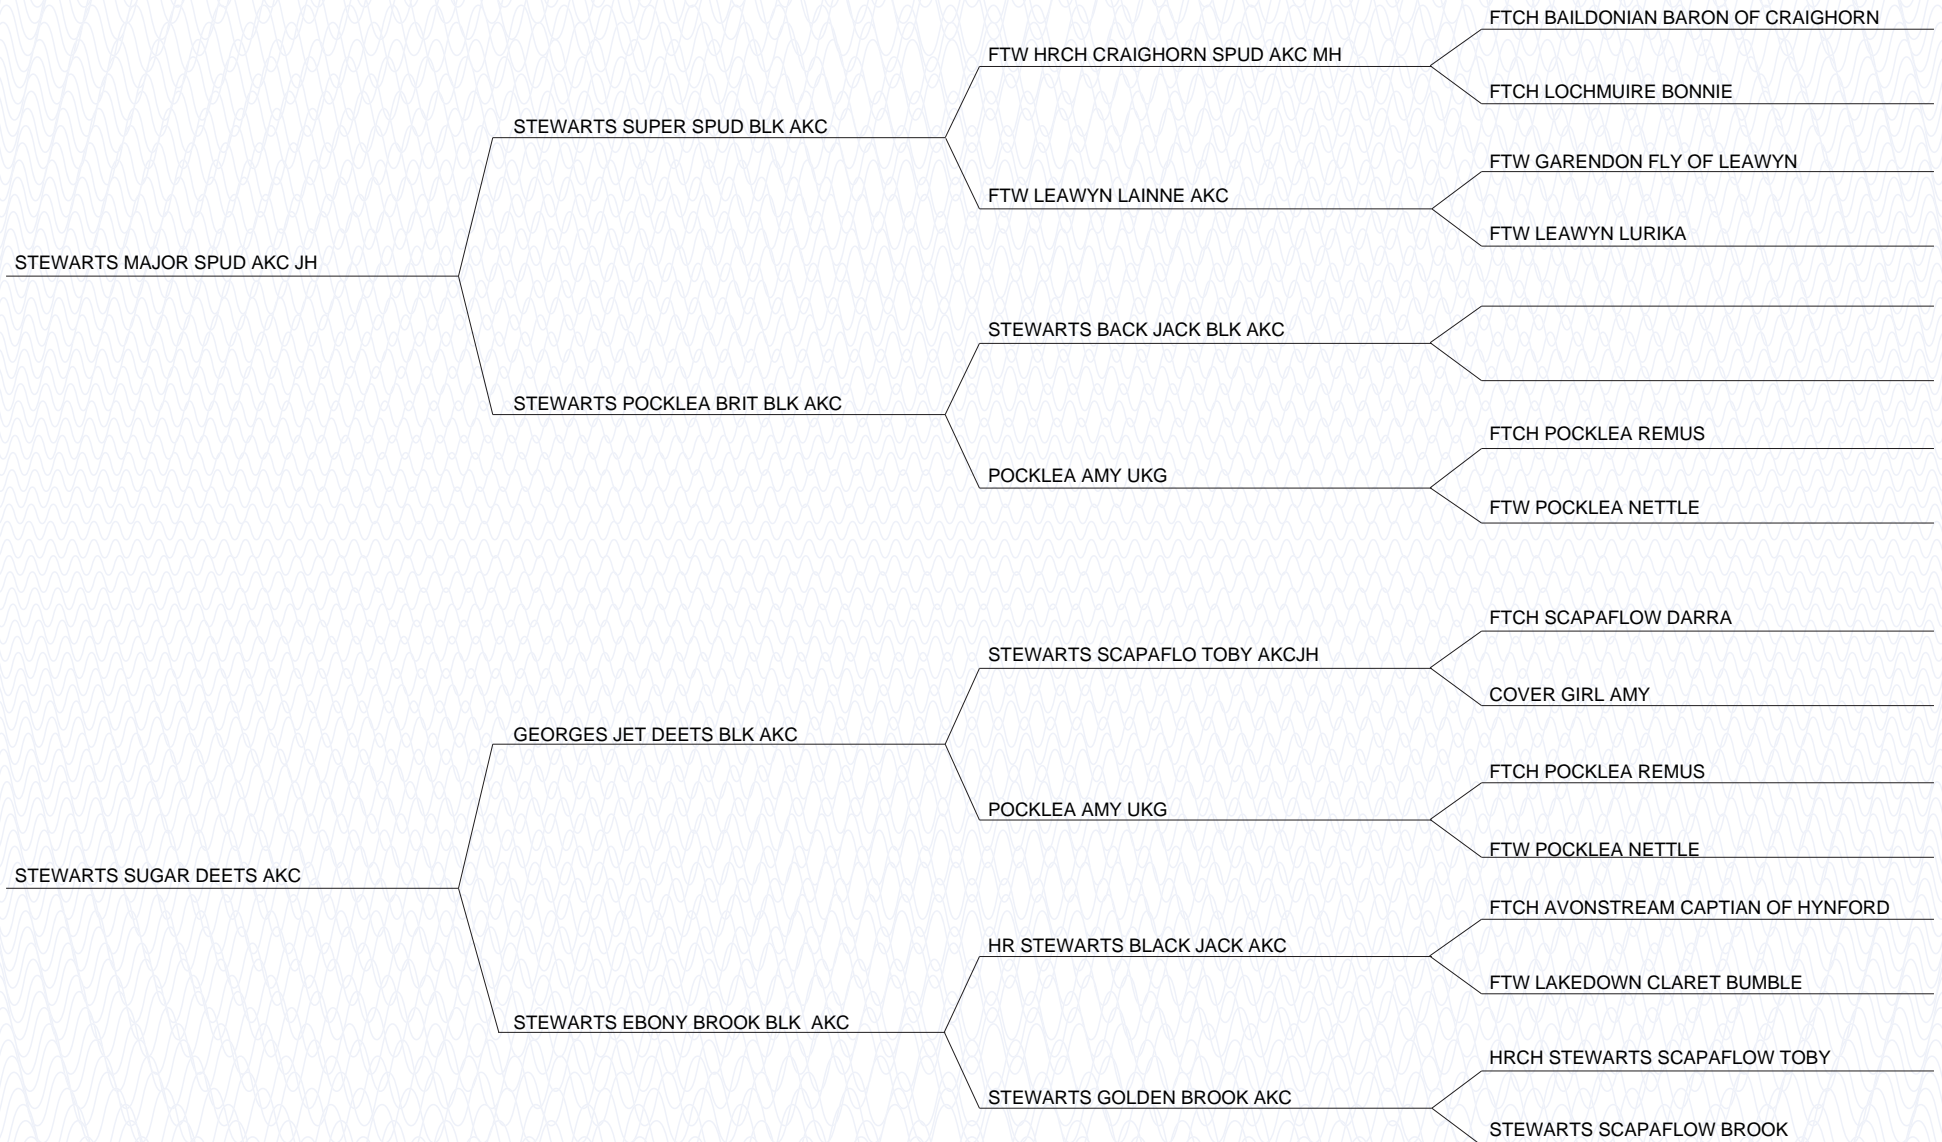 FTCH BAILDONIAN BARON OF CRAIGHORN
FTW HRCH CRAIGHORN SPUD AKC MH
FTCH LOCHMUIRE BONNIE
STEWARTS SUPER SPUD BLK AKC
FTW GARENDON FLY OF LEAWYN
FTW LEAWYN LAINNE AKC
FTW LEAWYN LURIKA
STEWARTS MAJOR SPUD AKC JH
STEWARTS BACK JACK BLK AKC
STEWARTS POCKLEA BRIT BLK AKC
FTCH POCKLEA REMUS
POCKLEA AMY UKG
FTW POCKLEA NETTLE
FTCH SCAPAFLOW DARRA
STEWARTS SCAPAFLO TOBY AKCJH
COVER GIRL AMY
GEORGES JET DEETS BLK AKC
FTCH POCKLEA REMUS
POCKLEA AMY UKG
FTW POCKLEA NETTLE
STEWARTS SUGAR DEETS AKC
FTCH AVONSTREAM CAPTIAN OF HYNFORD
HR STEWARTS BLACK JACK AKC
FTW LAKEDOWN CLARET BUMBLE
STEWARTS EBONY BROOK BLK  AKC
HRCH STEWARTS SCAPAFLOW TOBY
STEWARTS GOLDEN BROOK AKC
STEWARTS SCAPAFLOW BROOK